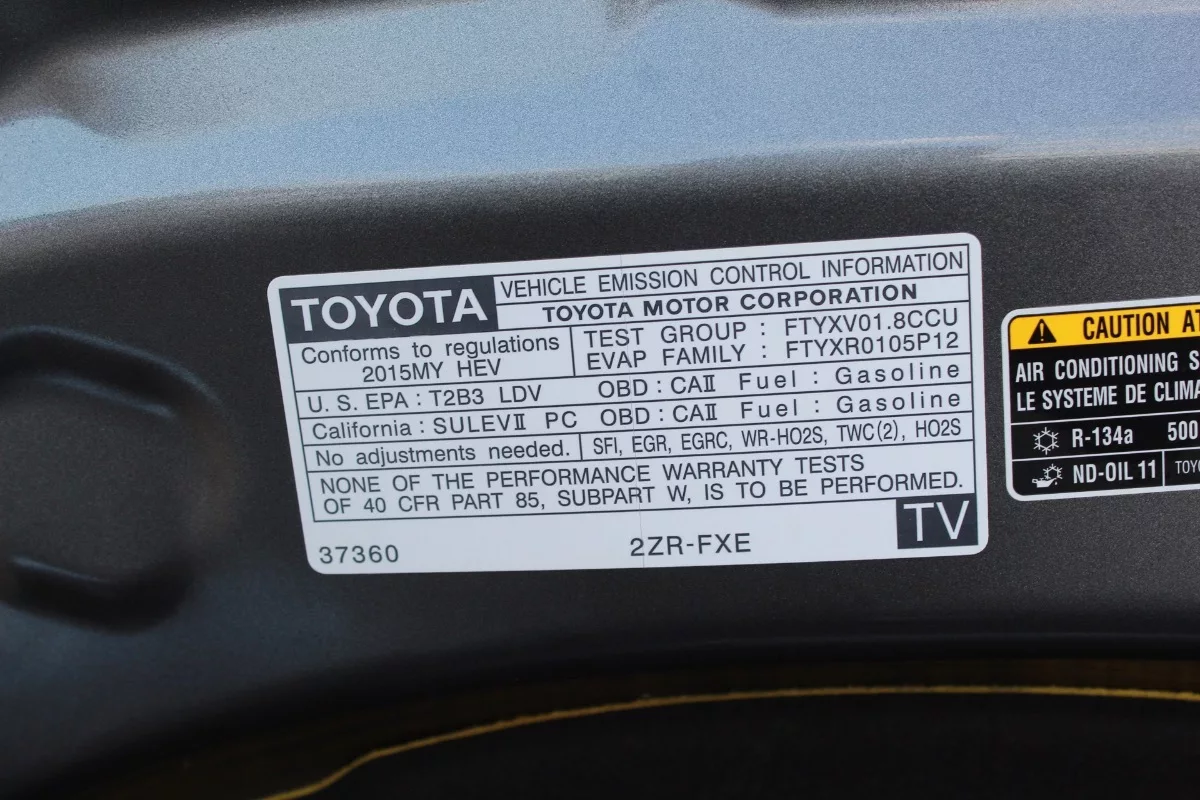 TOYOTA
VEHICLE EMISSION CONTROL INFORMATION
TOYOTA MOTOR CORPORATION
Conforms to regulations
2015MY HEV
TEST GROUP : FTYXV01.8CCU
EVAP FAMILY : FTYXR0105P12
U. S. EPA : T2B3 LDV OBD : CAⅡ Fuel : Gasoline
California : SULEVⅡ PC OBD : CAⅡ Fuel : Gasoline
No adjustments needed. SFI, EGR, EGRC, WR-HO2S, TWC(2), HO2S
NONE OF THE PERFORMANCE WARRANTY TESTS
OF 40 CFR PART 85, SUBPART W, IS TO BE PERFORMED.
37360
2ZR-FXE
TV
CAUTION AT
AIR CONDITIONING S
LE SYSTEME DE CLIMA
R-134a 500
ND-OIL 11 TOYO